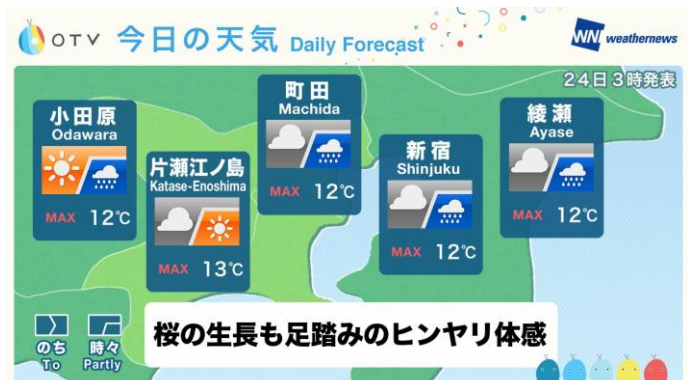 OTV 今日の天気 Daily Forecast
WNI weathernews
24日3時発表
小田原
Odawara
MAX 12℃
片瀬江ノ島
Katase-Enoshima
MAX 13℃
町田
Machida
MAX 12℃
新宿
Shinjuku
MAX 12℃
綾瀬
Ayase
MAX 12℃
のち
To
時々
Partly
桜の生長も足踏みのヒンヤリ体感